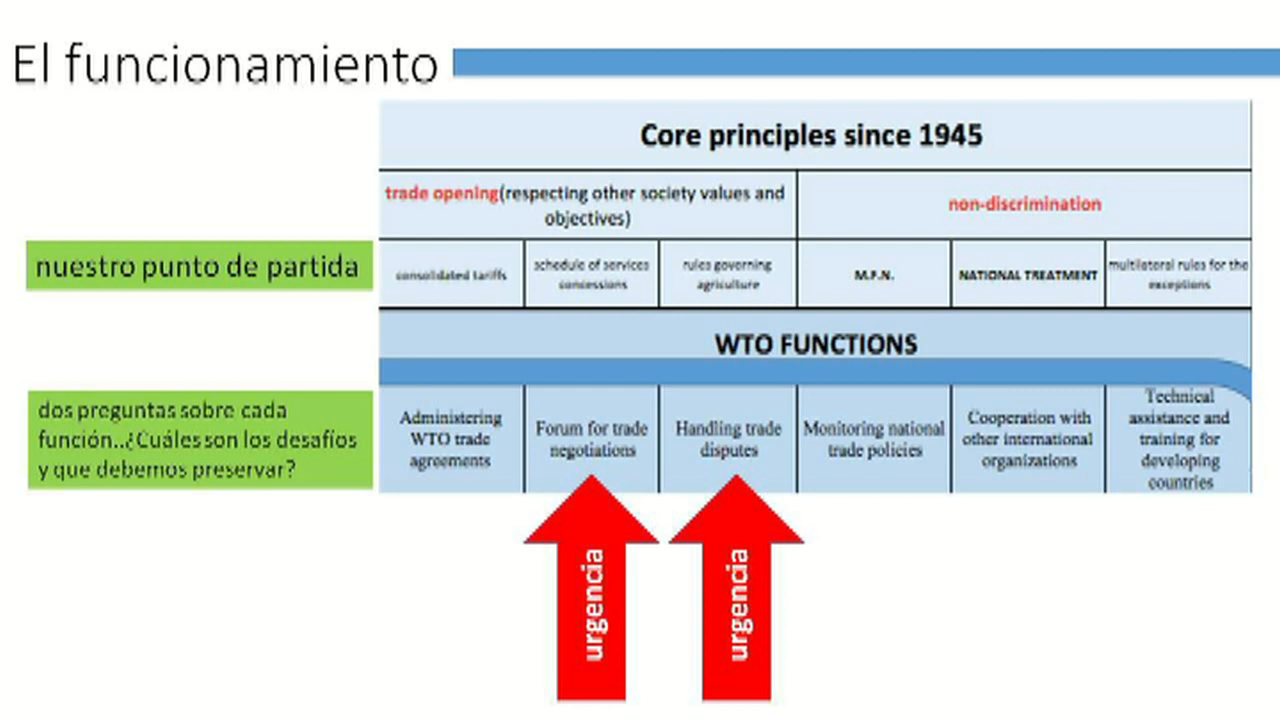 El funcionamiento
Core principles since 1945
trade opening(respecting other society values and
objectives)
non-discrimination
nuestro punto de partida
consolidated tariffs
schedule of services
concessions
rules governing
agriculture
M.F.N.
NATIONAL TREATMENT
multilateral rules for the
exceptions
WTO FUNCTIONS
dos preguntas sobre cada
función...¿Cuáles son los desafíos
y que debemos preservar?
Administering
WTO trade
agreements
Forum for trade
negotiations
Handling trade
disputes
Monitoring national
trade policies
Cooperation with
other international
organizations
Technical
assistance and
training for
developing
countries
urgencia
urgencia